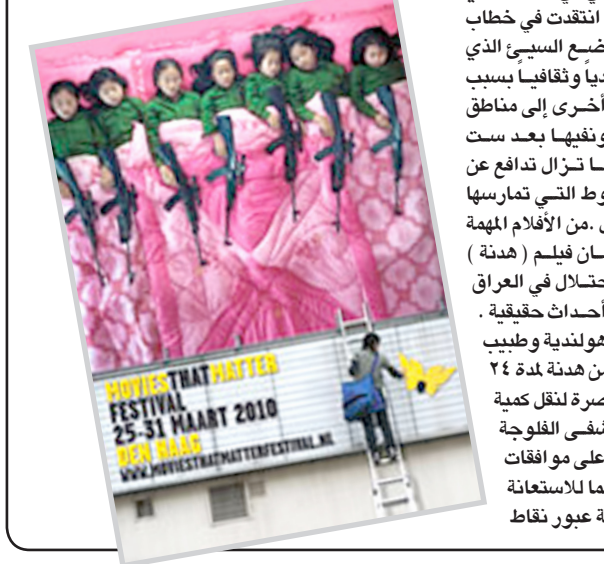 انتقدت في خطاب
ضع السيئ الذي
دياً وثقافياً بسبب
أخرى إلى مناطق
ونفيها بعد ست
ـا تزال تدافع عن
وط التي تمارسها
.من الأفلام المهمة
ـان فيلم ( هدنة )
حتلال في العراق
أحداث حقيقية .
هولندية وطبيب
ن هدنة لمدة ٢٤
صرة لنقل كمية
شفى الفلوجة
على موافقات
ما للاستعانة
ة عبور نقاط
MOVIES THAT MATTER
FESTIVAL
25-31 MAART 2010
DEN HAAG
WWW.MOVIESTHATMATTERFESTIVAL.NL